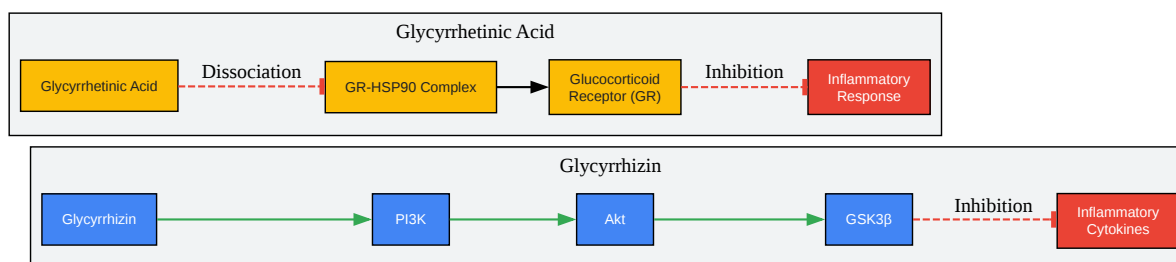 Glycyrrhetinic Acid
Glycyrrhetinic Acid
Dissociation
GR-HSP90 Complex
Glucocorticoid
Receptor (GR)
Inhibition
Inflammatory
Response
Glycyrrhizin
Glycyrrhizin
PI3K
Akt
GSK3β
Inhibition
Inflammatory
Cytokines